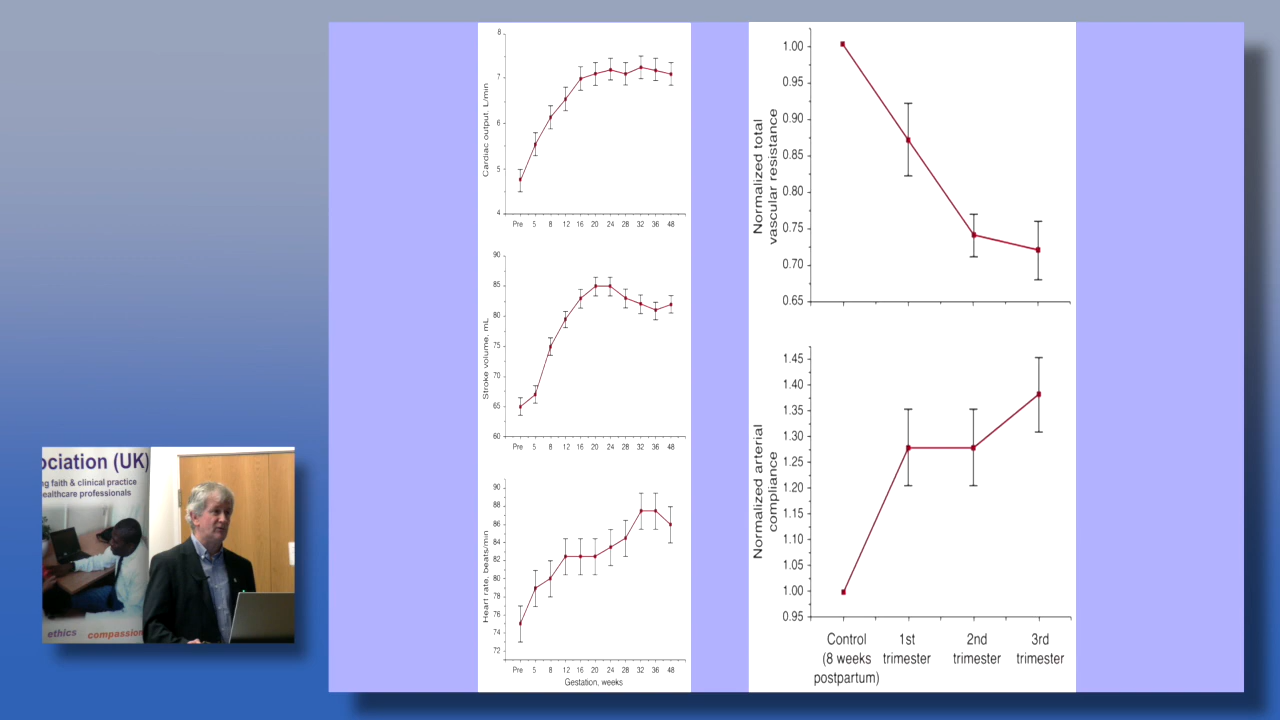 Cardiac output, L/min
8
7
6
5
4
Pre 5 8 12 16 20 24 28 32 36 48
Stroke volume, mL
90
85
80
75
70
65
60
Pre 5 8 12 16 20 24 28 32 36 48
Heart rate, beats/min
90
88
86
84
82
80
78
76
74
72
Pre 5 8 12 16 20 24 28 32 36 48
Gestation, weeks
Normalized total
vascular resistance
1.00
0.95
0.90
0.85
0.80
0.75
0.70
0.65
Normalized arterial
compliance
1.45
1.40
1.35
1.30
1.25
1.20
1.15
1.10
1.05
1.00
0.95
Control 1st 2nd 3rd
(8 weeks trimester trimester trimester
postpartum)
ociation (UK)
ng faith & clinical practice
ealthcare professionals
ethics compassion